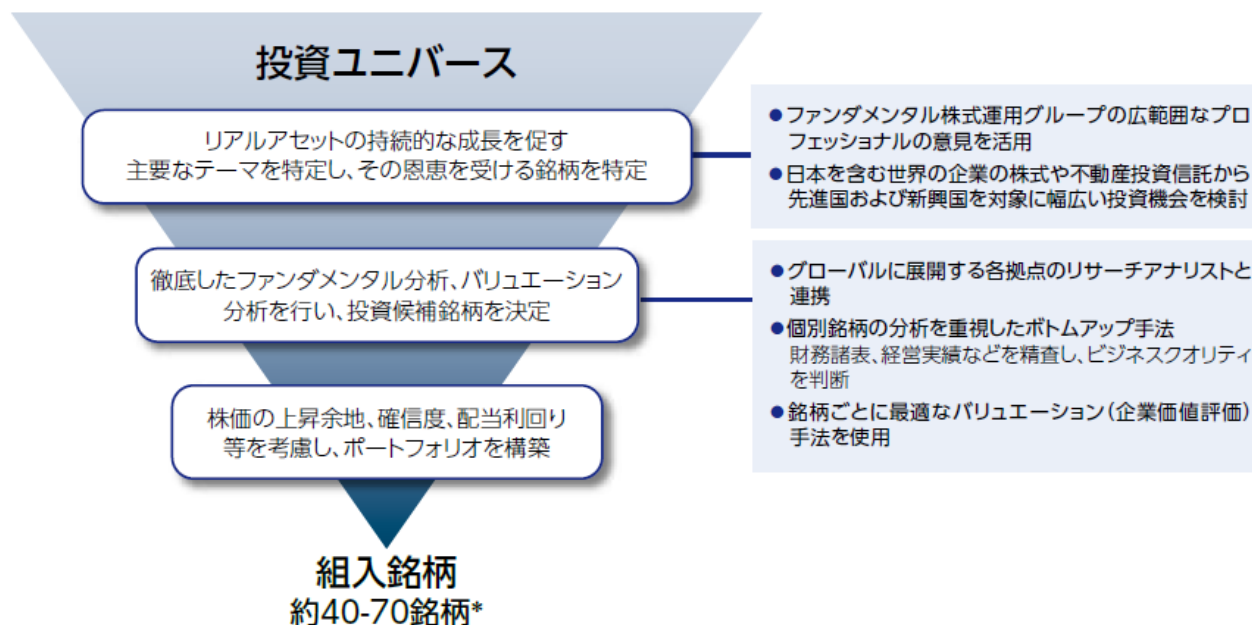 投資ユニバース
リアルアセットの持続的な成長を促す
主要なテーマを特定し、その恩恵を受ける銘柄を特定
●ファンダメンタル株式運用グループの広範囲なプロ
フェッショナルの意見を活用
●日本を含む世界の企業の株式や不動産投資信託から
先進国および新興国を対象に幅広い投資機会を検討
徹底したファンダメンタル分析、バリュエーション
分析を行い、投資候補銘柄を決定
●グローバルに展開する各拠点のリサーチアナリストと
連携
●個別銘柄の分析を重視したボトムアップ手法
財務諸表、経営実績などを精査し、ビジネスクオリティ
を判断
●銘柄ごとに最適なバリュエーション(企業価値評価)
手法を使用
株価の上昇余地、確信度、配当利回り
等を考慮し、ポートフォリオを構築
組入銘柄
約40-70銘柄*